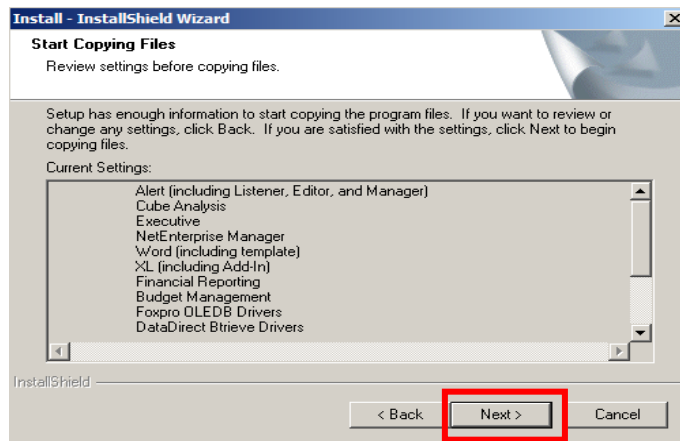 Install - InstallShield Wizard
Start Copying Files
Review settings before copying files.
Setup has enough information to start copying the program files.  If you want to review or
change any settings, click Back.  If you are satisfied with the settings, click Next to begin
copying files.
Current Settings:
Alert (including Listener, Editor, and Manager)
Cube Analysis
Executive
NetEnterprise Manager
Word (including template)
XL (including Add-In)
Financial Reporting
Budget Management
Foxpro OLEDB Drivers
DataDirect Btrieve Drivers
InstallShield
< Back
Next >
Cancel